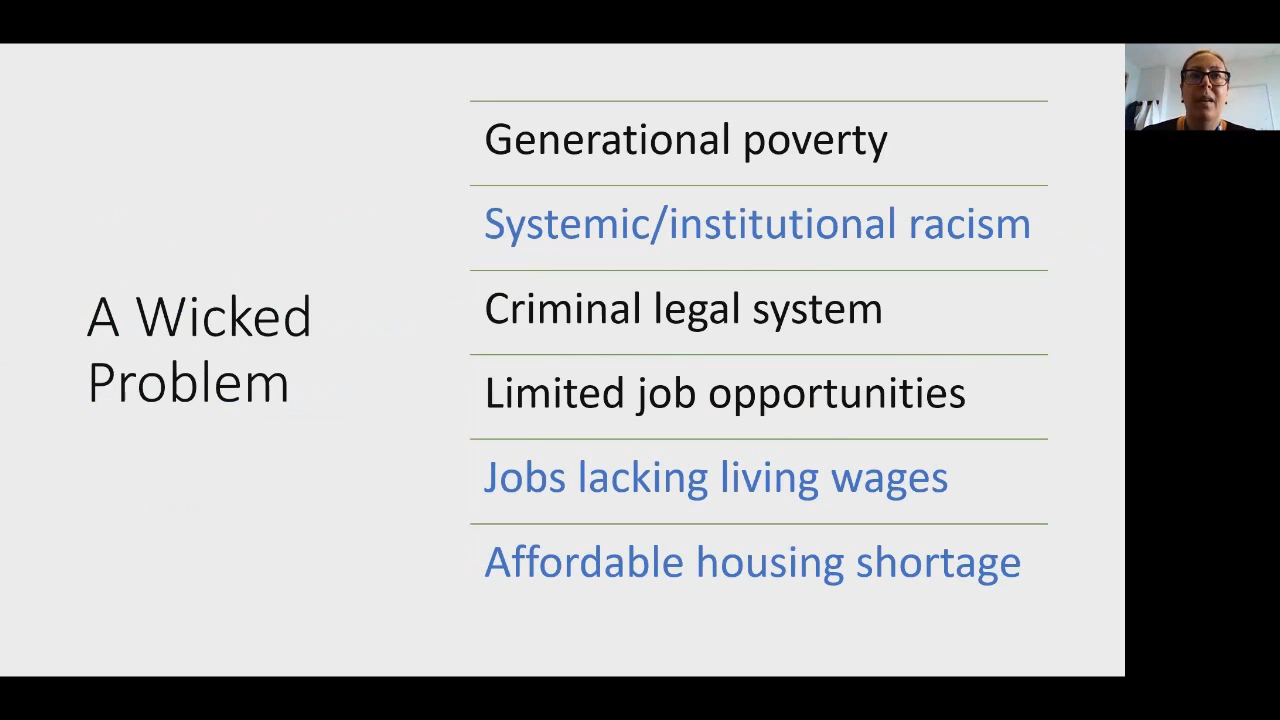 A Wicked
Problem
Generational poverty
Systemic/institutional racism
Criminal legal system
Limited job opportunities
Jobs lacking living wages
Affordable housing shortage